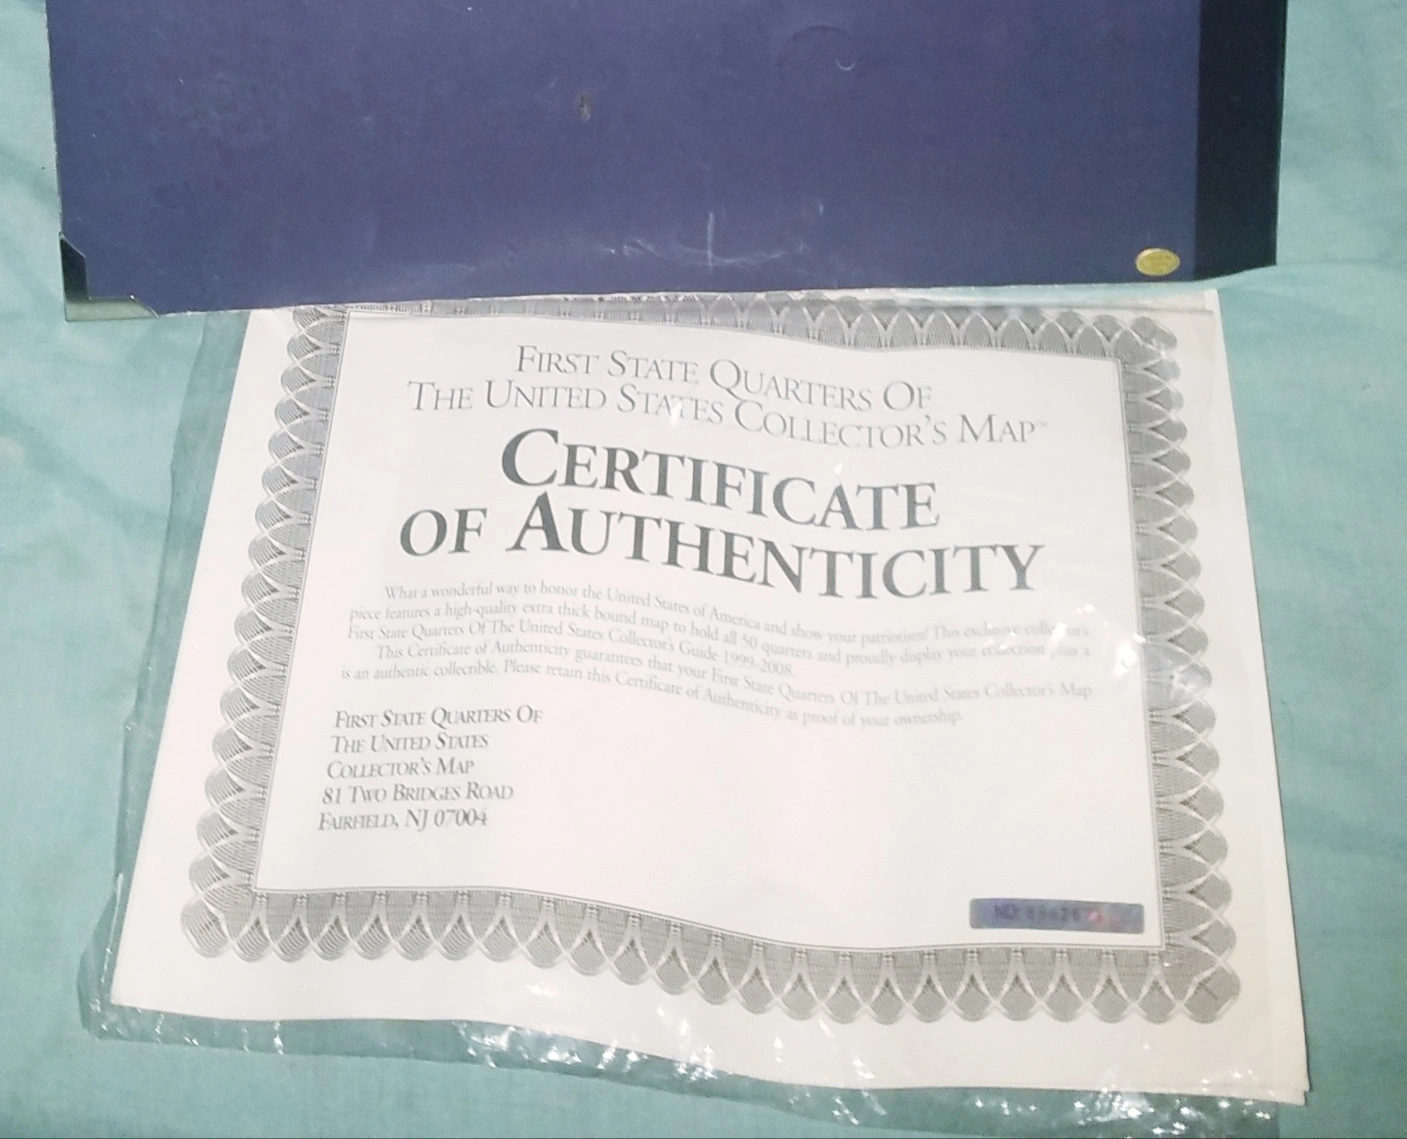 FIRST STATE QUARTERS OF
THE UNITED STATES COLLECTOR'S MAP™
CERTIFICATE
OF AUTHENTICITY
What a wonderful way to honor the United States of America and show your patriotism! This exclusive collector's
piece features a high-quality extra thick bound map to hold all 50 quarters and proudly display your collection plus a
First State Quarters Of The United States Collector's Guide 1999-2008.
This Certificate of Authenticity guarantees that your First State Quarters Of The United States Collector's Map
is an authentic collectible. Please retain this Certificate of Authenticity as proof of your ownership.
FIRST STATE QUARTERS OF
THE UNITED STATES
COLLECTOR'S MAP
81 TWO BRIDGES ROAD
FAIRFIELD, NJ 07004
NO: